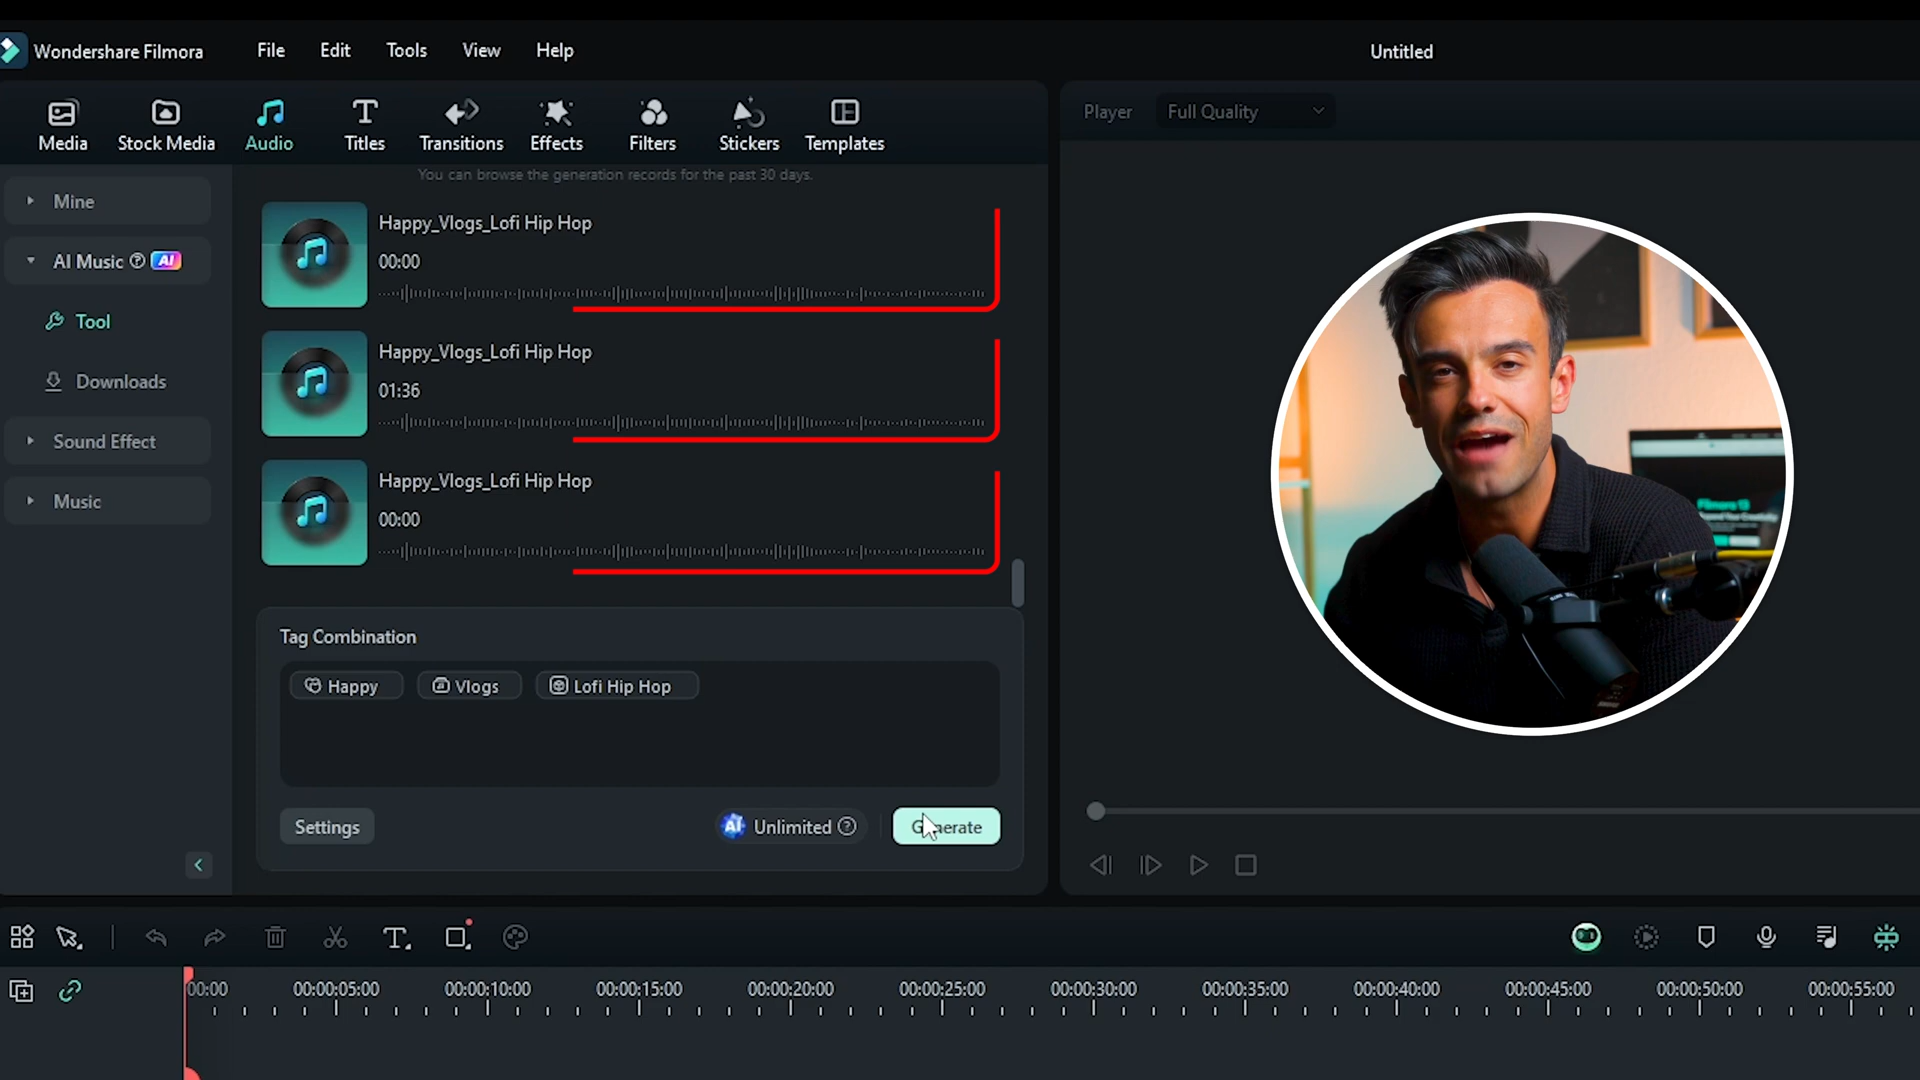 Wondershare Filmora
File Edit Tools View Help
Untitled
Media Stock Media Audio Titles Transitions Effects Filters Stickers Templates
Player Full Quality
You can browse the generation records for the past 30 days.
Mine
AI Music AI
Tool
Downloads
Sound Effect
Music
Happy_Vlogs_Lofi Hip Hop
00:00
Happy_Vlogs_Lofi Hip Hop
01:36
Happy_Vlogs_Lofi Hip Hop
00:00
Filmora 13
Tag Combination
Happy Vlogs Lofi Hip Hop
Settings AI Unlimited Generate
00:00 00:00:05:00 00:00:10:00 00:00:15:00 00:00:20:00 00:00:25:00 00:00:30:00 00:00:35:00 00:00:40:00 00:00:45:00 00:00:50:00 00:00:55:00